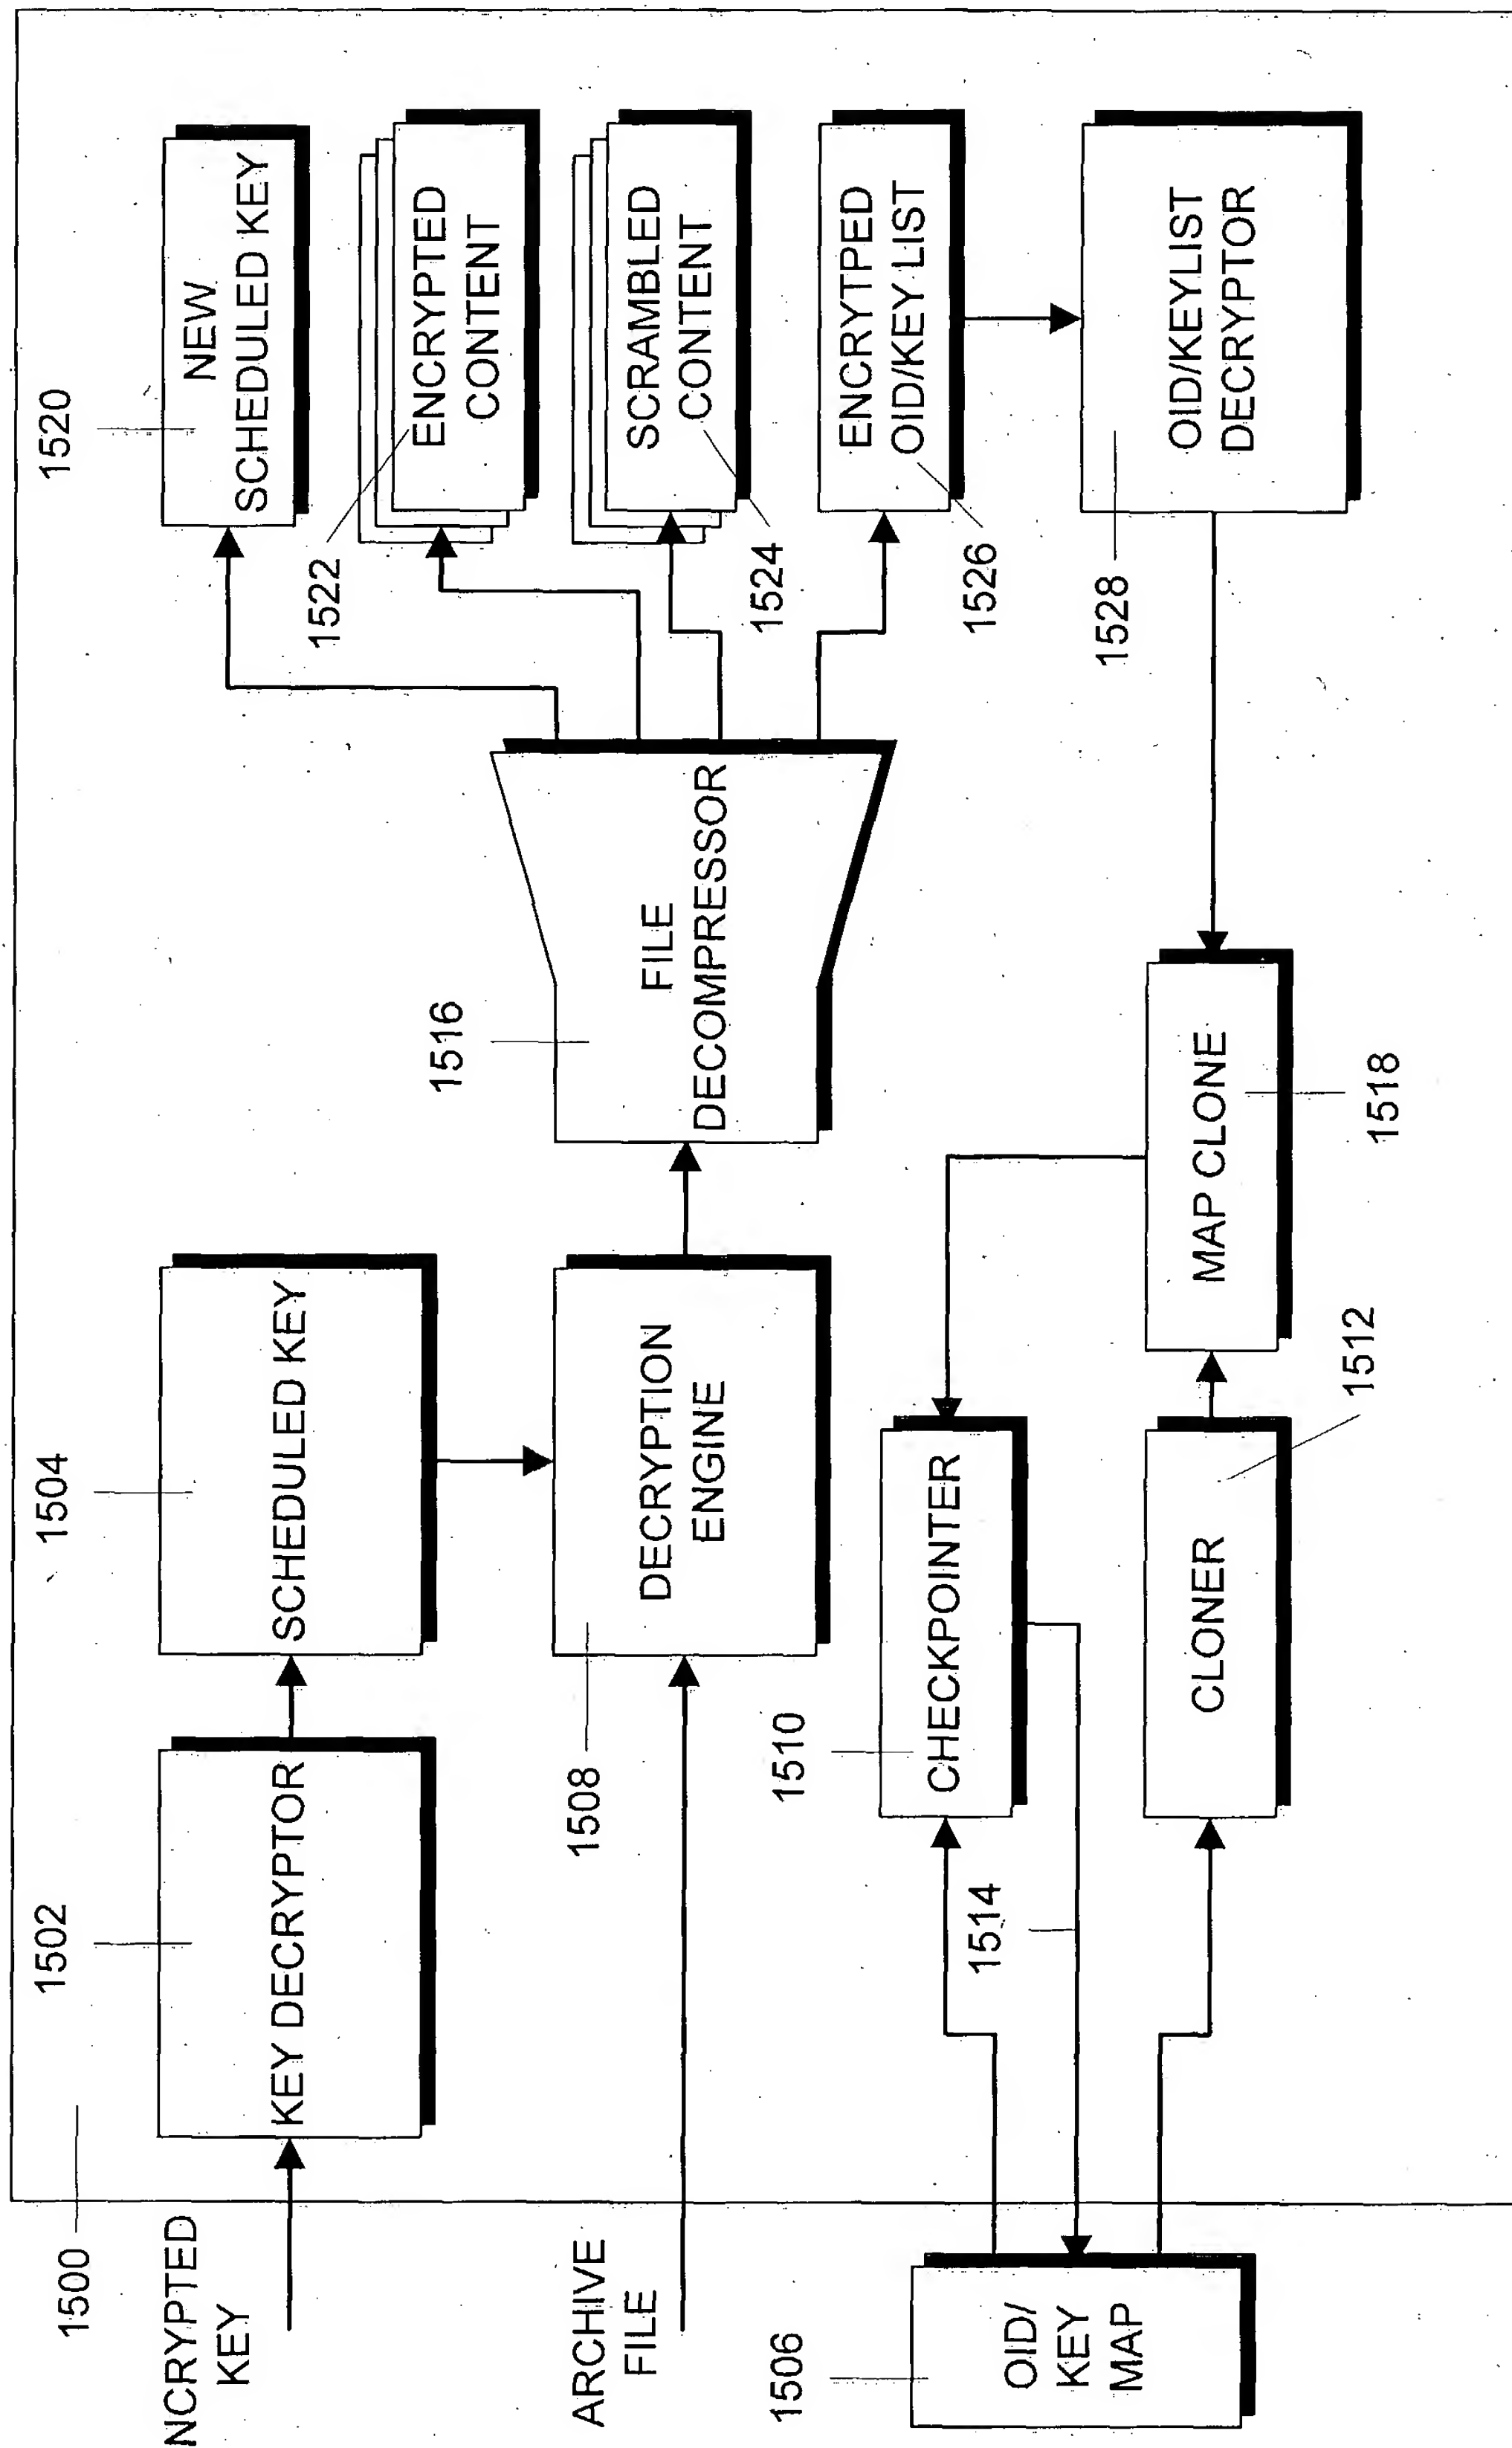 1500
NCRYPTED
KEY
1502
KEY DECRYPTOR
1504
SCHEDULED KEY
1520
NEW
SCHEDULED KEY
1522
ENCRYPTED
CONTENT
ARCHIVE
FILE
1508
DECRYPTION
ENGINE
1516
FILE
DECOMPRESSOR
1524
SCRAMBLED
CONTENT
1526
ENCRYTPED
OID/KEY LIST
1506
OID/
KEY
MAP
1510
CHECKPOINTER
1514
CLONER
1512
MAP CLONE
1518
1528
OID/KEYLIST
DECRYPTOR